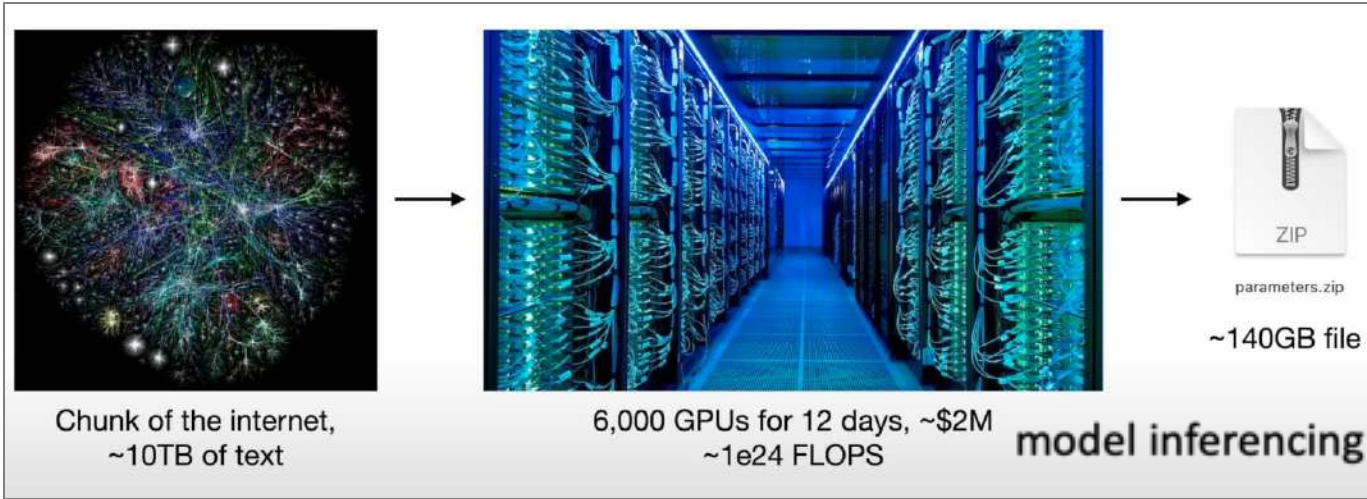 ZIP
parameters.zip
~140GB file
Chunk of the internet,
~10TB of text
6,000 GPUs for 12 days, ~$2M
~1e24 FLOPS
model inferencing